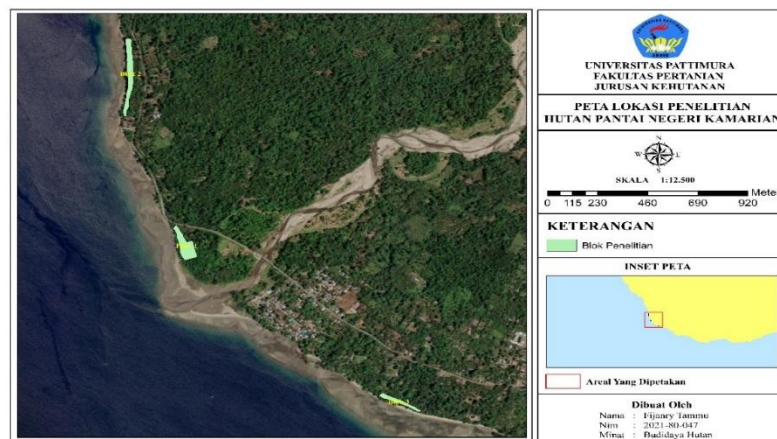 UNIVERSITAS PATTIMURA
FAKULTAS PERTANIAN
JURUSAN KEHUTANAN
PETA LOKASI PENELITIAN
HUTAN PANTAI NEGERI KAMARIAN
N
W
S
SKALA 1:12.500
Mete
0 115 230 460 690 920
KETERANGAN
Blok Penelitian
INSET PETA
Areal Yang Dipetakan
Dibuat Oleh
Nama : Fijanry Tammu
Nim : 2021-80-047
Minat : Budidaya Hutan